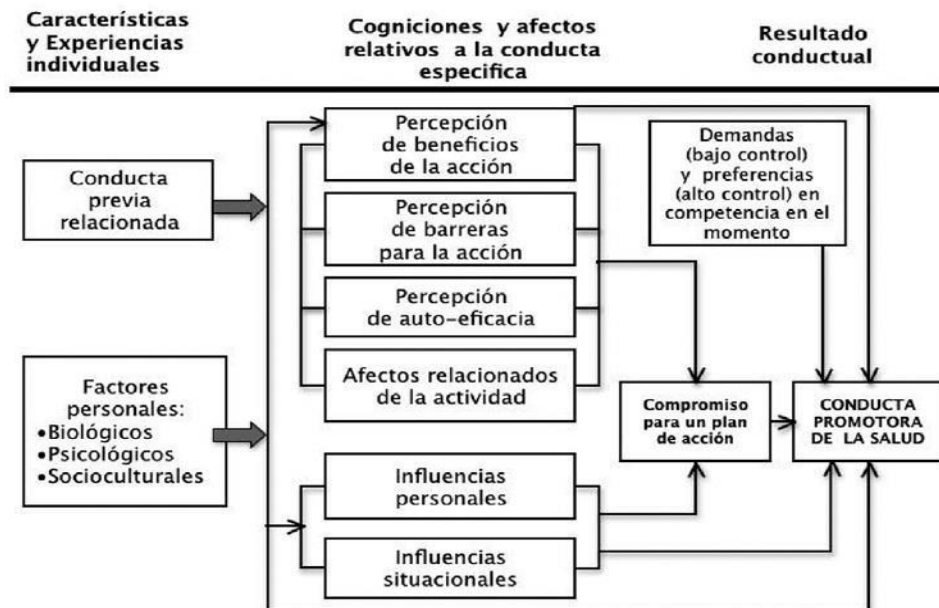 Características
y Experiencias
individuales
Cogniciones y afectos
relativos a la conducta
especifica
Resultado
conductual
Conducta
previa
relacionada
Factores
personales:
•Biológicos
•Psicológicos
•Socioculturales
Percepción
de beneficios
de la acción
Percepción
de barreras
para la acción
Percepción
de auto-eficacia
Afectos relacionados
de la actividad
Influencias
personales
Influencias
situacionales
Demandas
(bajo control)
y preferencias
(alto control) en
competencia en el
momento
Compromiso
para un plan
de acción
CONDUCTA
PROMOTORA
DE LA SALUD